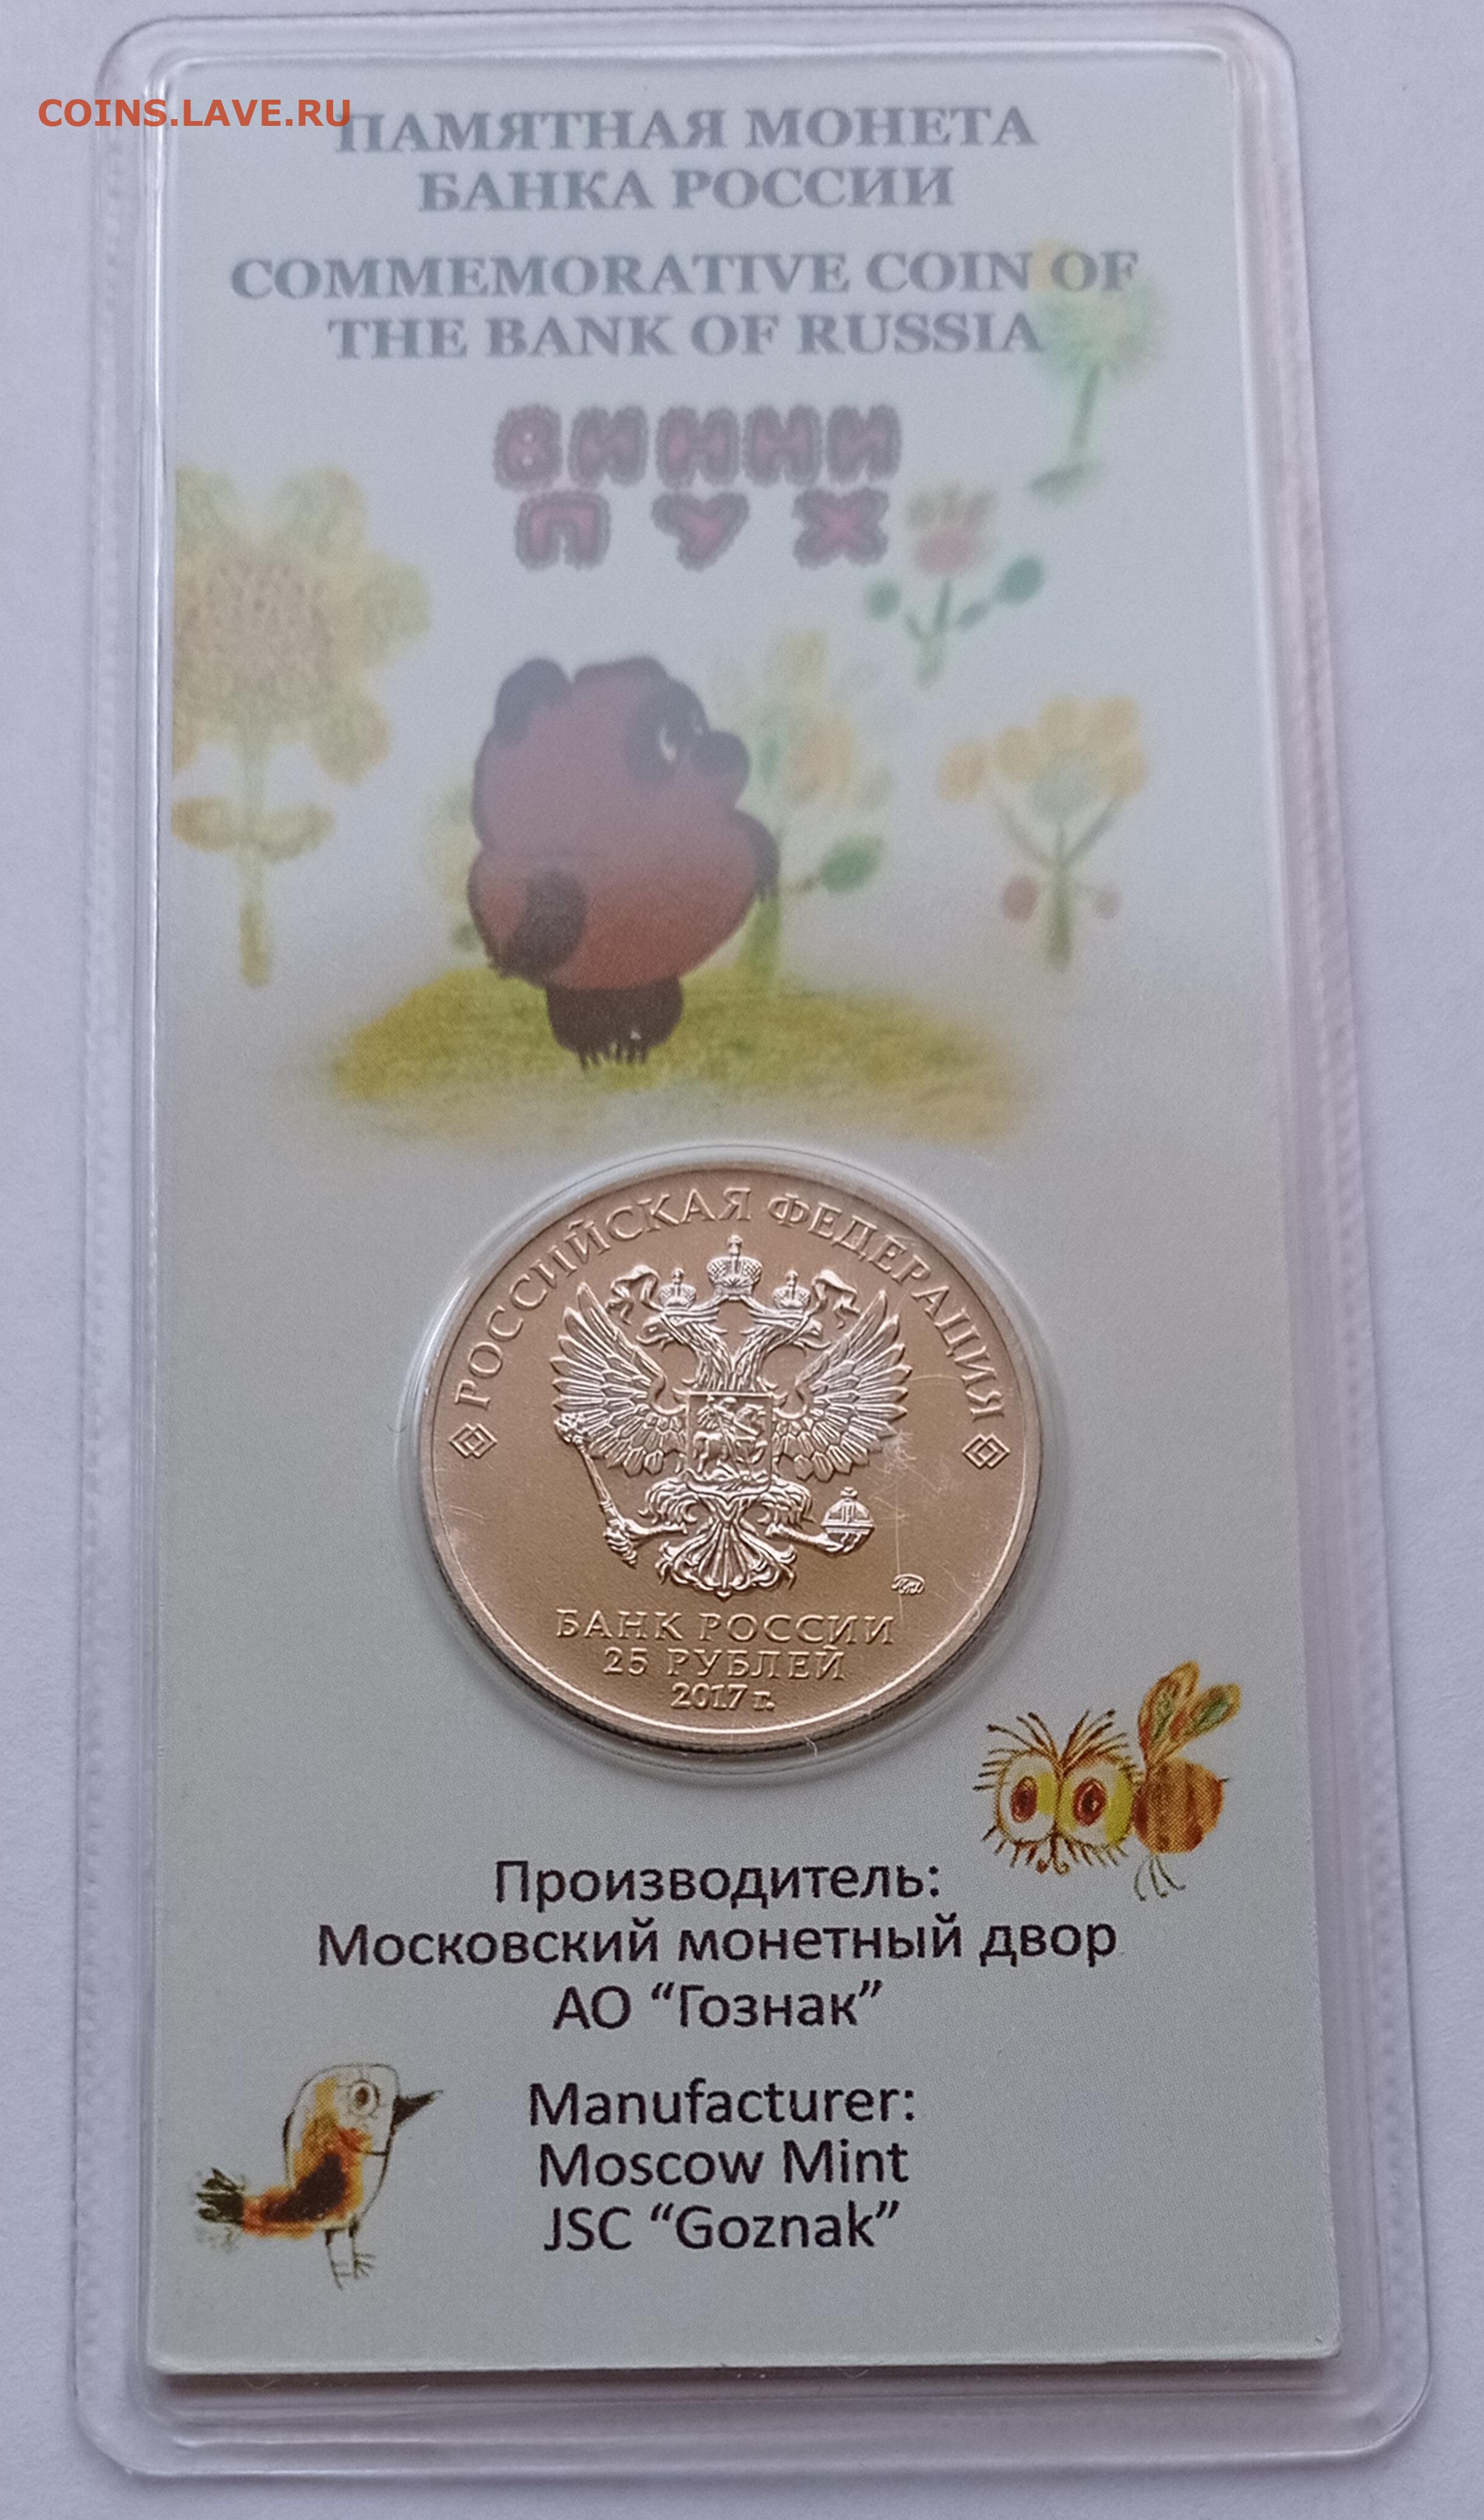 COINS.LAVE.RU
ПАМЯТНАЯ МОНЕТА
БАНКА РОССИИ
COMMEMORATIVE COIN OF
THE BANK OF RUSSIA
ВИННИ
ПУХ
РОССИЙСКАЯ ФЕДЕРАЦИЯ
БАНК РОССИИ
25 РУБЛЕЙ
2017 г.
Производитель:
Московский монетный двор
АО “Гознак”
Manufacturer:
Moscow Mint
JSC “Goznak”